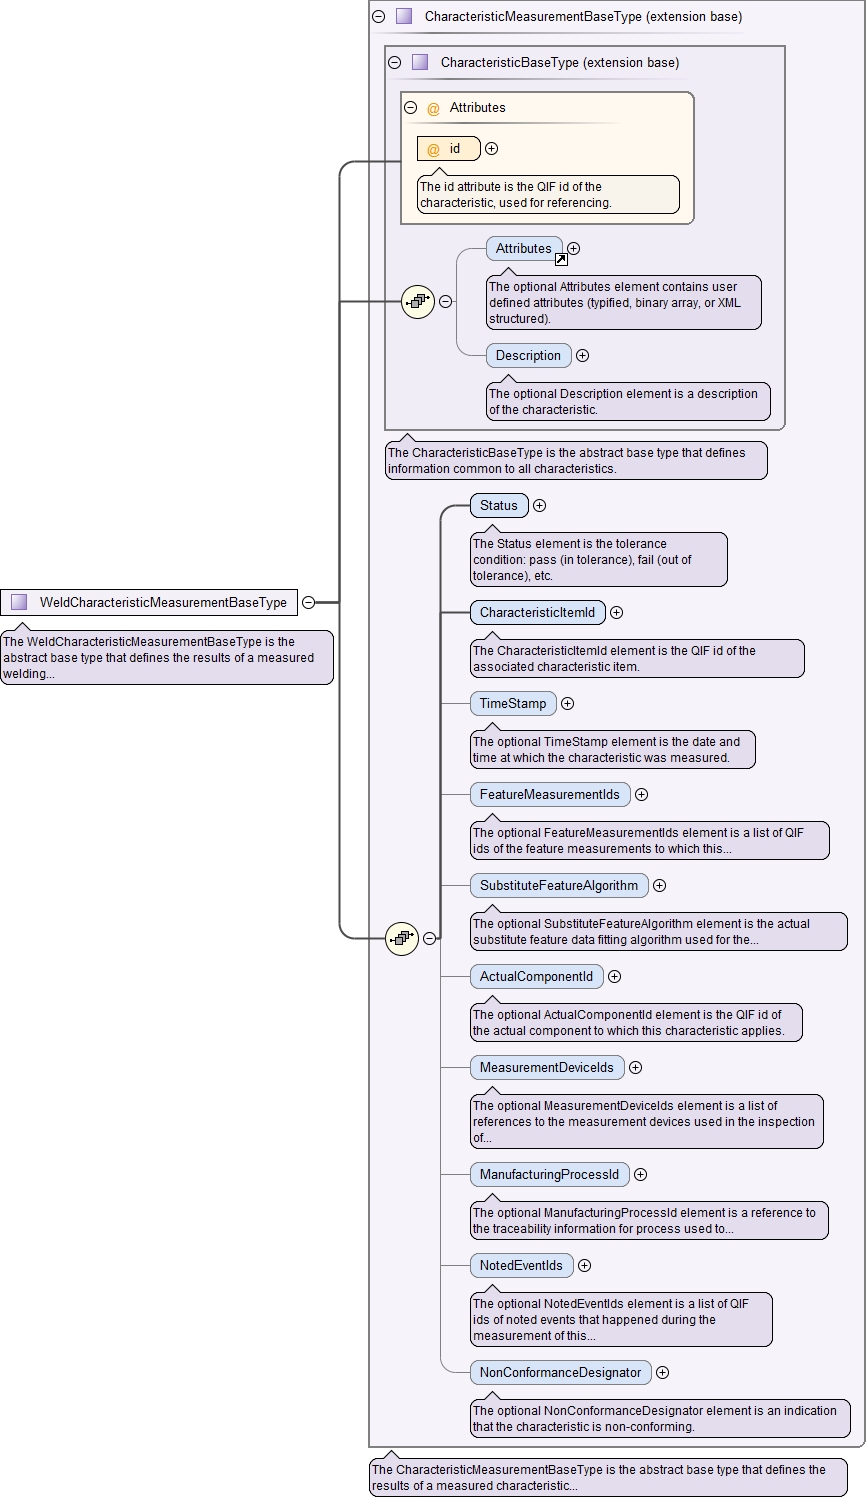 CharacteristicMeasurementBaseType (extension base)
CharacteristicBaseType (extension base)
@ Attributes
@ id
The id attribute is the QIF id of the
characteristic, used for referencing.
Attributes
The optional Attributes element contains user
defined attributes (typified, binary array, or XML
structured).
Description
The optional Description element is a description
of the characteristic.
The CharacteristicBaseType is the abstract base type that defines
information common to all characteristics.
Status
The Status element is the tolerance
condition: pass (in tolerance), fail (out of
tolerance), etc.
WeldCharacteristicMeasurementBaseType
The WeldCharacteristicMeasurementBaseType is the
abstract base type that defines the results of a measured
welding...
CharacteristicItemId
The CharacteristicItemId element is the QIF id of the
associated characteristic item.
TimeStamp
The optional TimeStamp element is the date and
time at which the characteristic was measured.
FeatureMeasurementIds
The optional FeatureMeasurementIds element is a list of QIF
ids of the feature measurements to which this...
SubstituteFeatureAlgorithm
The optional SubstituteFeatureAlgorithm element is the actual
substitute feature data fitting algorithm used for the...
ActualComponentId
The optional ActualComponentId element is the QIF id of
the actual component to which this characteristic applies.
MeasurementDeviceIds
The optional MeasurementDeviceIds element is a list of
references to the measurement devices used in the inspection
of...
ManufacturingProcessId
The optional ManufacturingProcessId element is a reference to
the traceability information for process used to...
NotedEventIds
The optional NotedEventIds element is a list of QIF
ids of noted events that happened during the
measurement of this...
NonConformanceDesignator
The optional NonConformanceDesignator element is an indication
that the characteristic is non-conforming.
The CharacteristicMeasurementBaseType is the abstract base type that defines the
results of a measured characteristic...